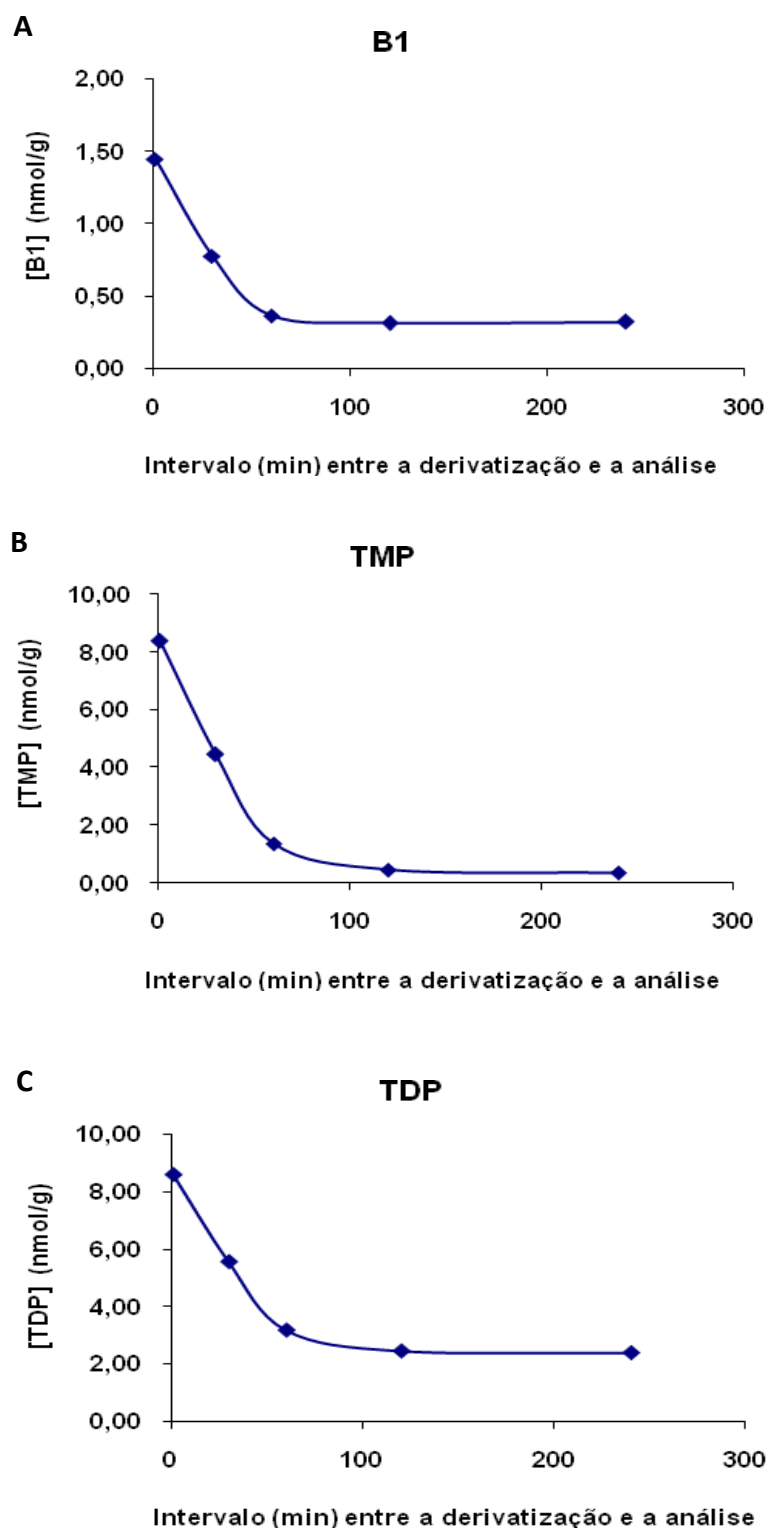 A
B1
[B1] (nmol/g)
2,00
1,50
1,00
0,50
0,00
0 100 200 300
Intervalo (min) entre a derivatização e a análise
B
TMP
[TMP] (nmol/g)
10,00
8,00
6,00
4,00
2,00
0,00
0 100 200 300
Intervalo (min) entre a derivatização e a análise
C
TDP
[TDP] (nmol/g)
10,00
8,00
6,00
4,00
2,00
0,00
0 100 200 300
Intervalo (min) entre a derivatização e a análise